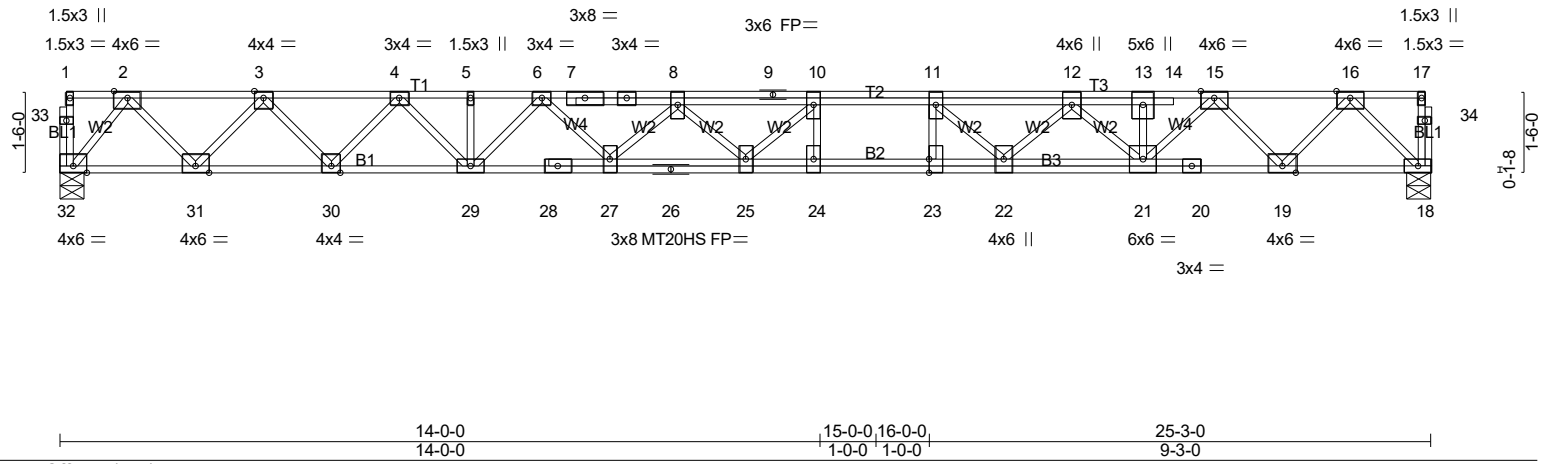 1.5x3 ||
3x8 =
3x6 FP=
1.5x3 ||
1.5x3 = 4x6 =
4x4 =
3x4 =
1.5x3 ||
3x4 =
3x4 =
4x6 ||
5x6 ||
4x6 =
4x6 =
1.5x3 =
1 2 3 4 5 6 7 8 9 10 11 12 13 14 15 16 17
T1 T2 T3
33 34
BL1 W2 W4 W2 W2 W2 W2 W2 W2 W4 BL1
1-6-0
1-6-0
0-1-8
B1 B2 B3
32 31 30 29 28 27 26 25 24 23 22 21 20 19 18
4x6 =
4x6 =
4x4 =
3x8 MT20HS FP=
4x6 ||
6x6 =
4x6 =
3x4 =
14-0-0 15-0-0 16-0-0 25-3-0
14-0-0 1-0-0 1-0-0 9-3-0